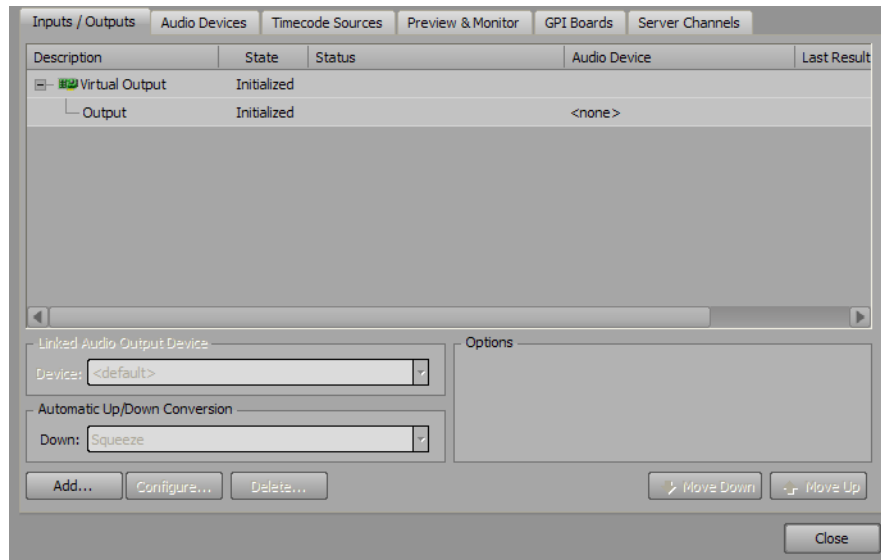 Inputs / Outputs Audio Devices Timecode Sources Preview & Monitor GPI Boards Server Channels
Description State Status Audio Device Last Result
Virtual Output Initialized
Output Initialized <none>
Linked Audio Output Device
Device: <default>
Options
Automatic Up/Down Conversion
Down: Squeeze
Add... Configure... Delete... Move Down Move Up
Close